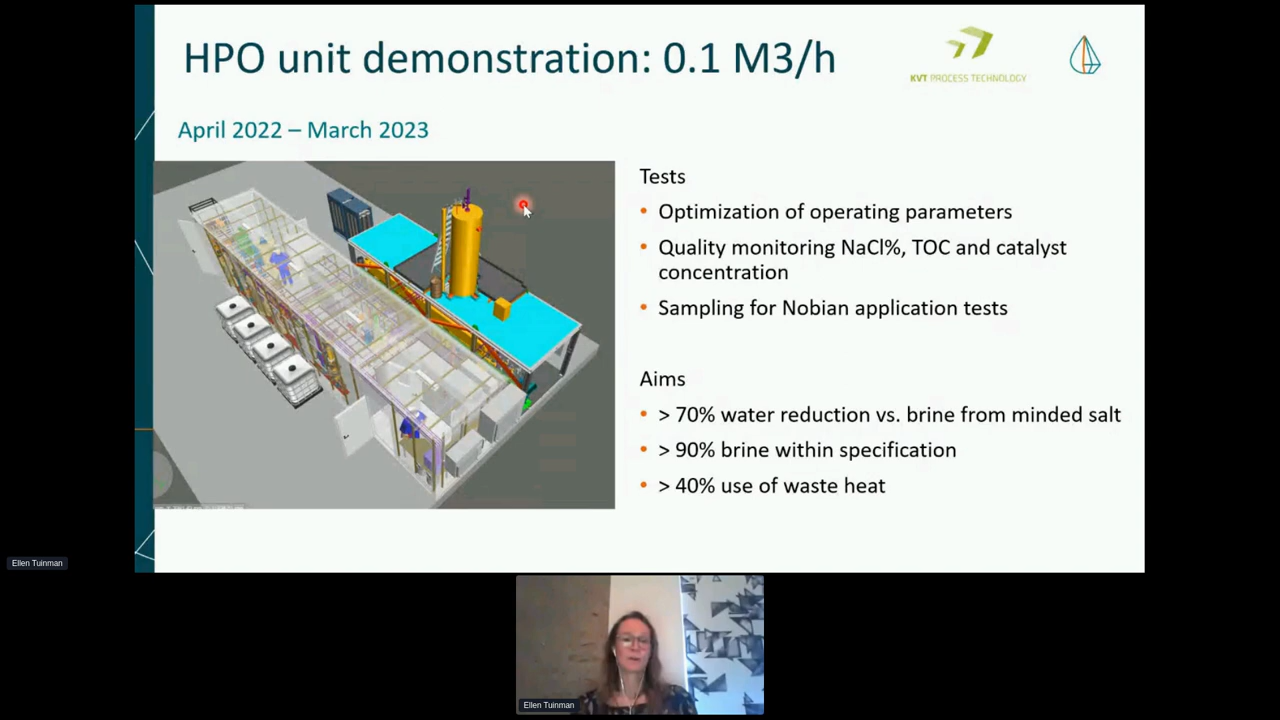 HPO unit demonstration: 0.1 M3/h
KVT PROCESS TECHNOLOGY
April 2022 – March 2023
Tests
• Optimization of operating parameters
• Quality monitoring NaCl%, TOC and catalyst
concentration
• Sampling for Nobian application tests
Aims
• > 70% water reduction vs. brine from minded salt
• > 90% brine within specification
• > 40% use of waste heat
Ellen Tuinman
Ellen Tuinman